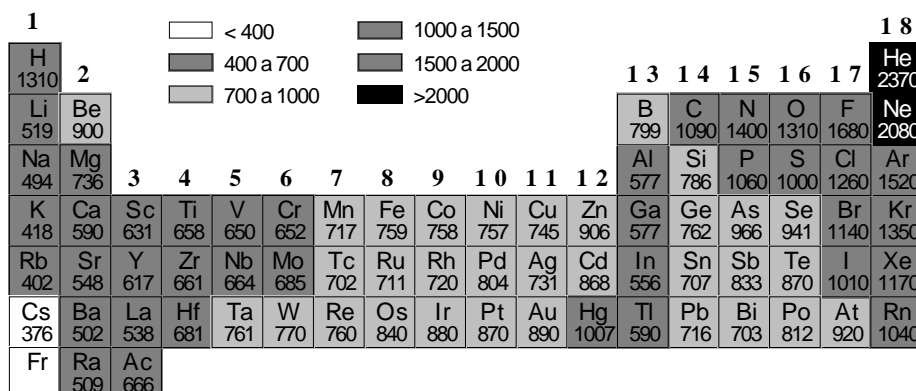 1 18
< 400 1000 a 1500
400 a 700 1500 a 2000
700 a 1000 >2000
H He
1310 2370
2 13 14 15 16 17
Li Be B C N O F Ne
519 900 799 1090 1400 1310 1680 2080
Na Mg Al Si P S Cl Ar
494 736 577 786 1060 1000 1260 1520
3 4 5 6 7 8 9 10 11 12
K Ca Sc Ti V Cr Mn Fe Co Ni Cu Zn Ga Ge As Se Br Kr
418 590 631 658 650 652 717 759 758 757 745 906 577 762 966 941 1140 1350
Rb Sr Y Zr Nb Mo Tc Ru Rh Pd Ag Cd In Sn Sb Te I Xe
402 548 617 661 664 685 702 711 720 804 731 868 556 707 833 870 1010 1170
Cs Ba La Hf Ta W Re Os Ir Pt Au Hg Tl Pb Bi Po At Rn
376 502 538 681 761 770 760 840 880 870 890 1007 590 716 703 812 920 1040
Fr Ra Ac
509 666